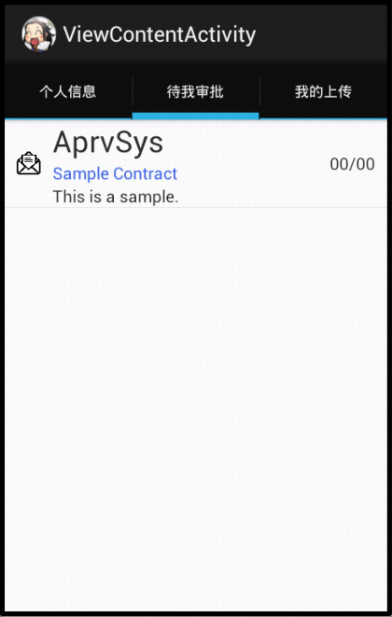 ViewContentActivity
个人信息 待我审批 我的上传
AprvSys
Sample Contract
00/00
This is a sample.